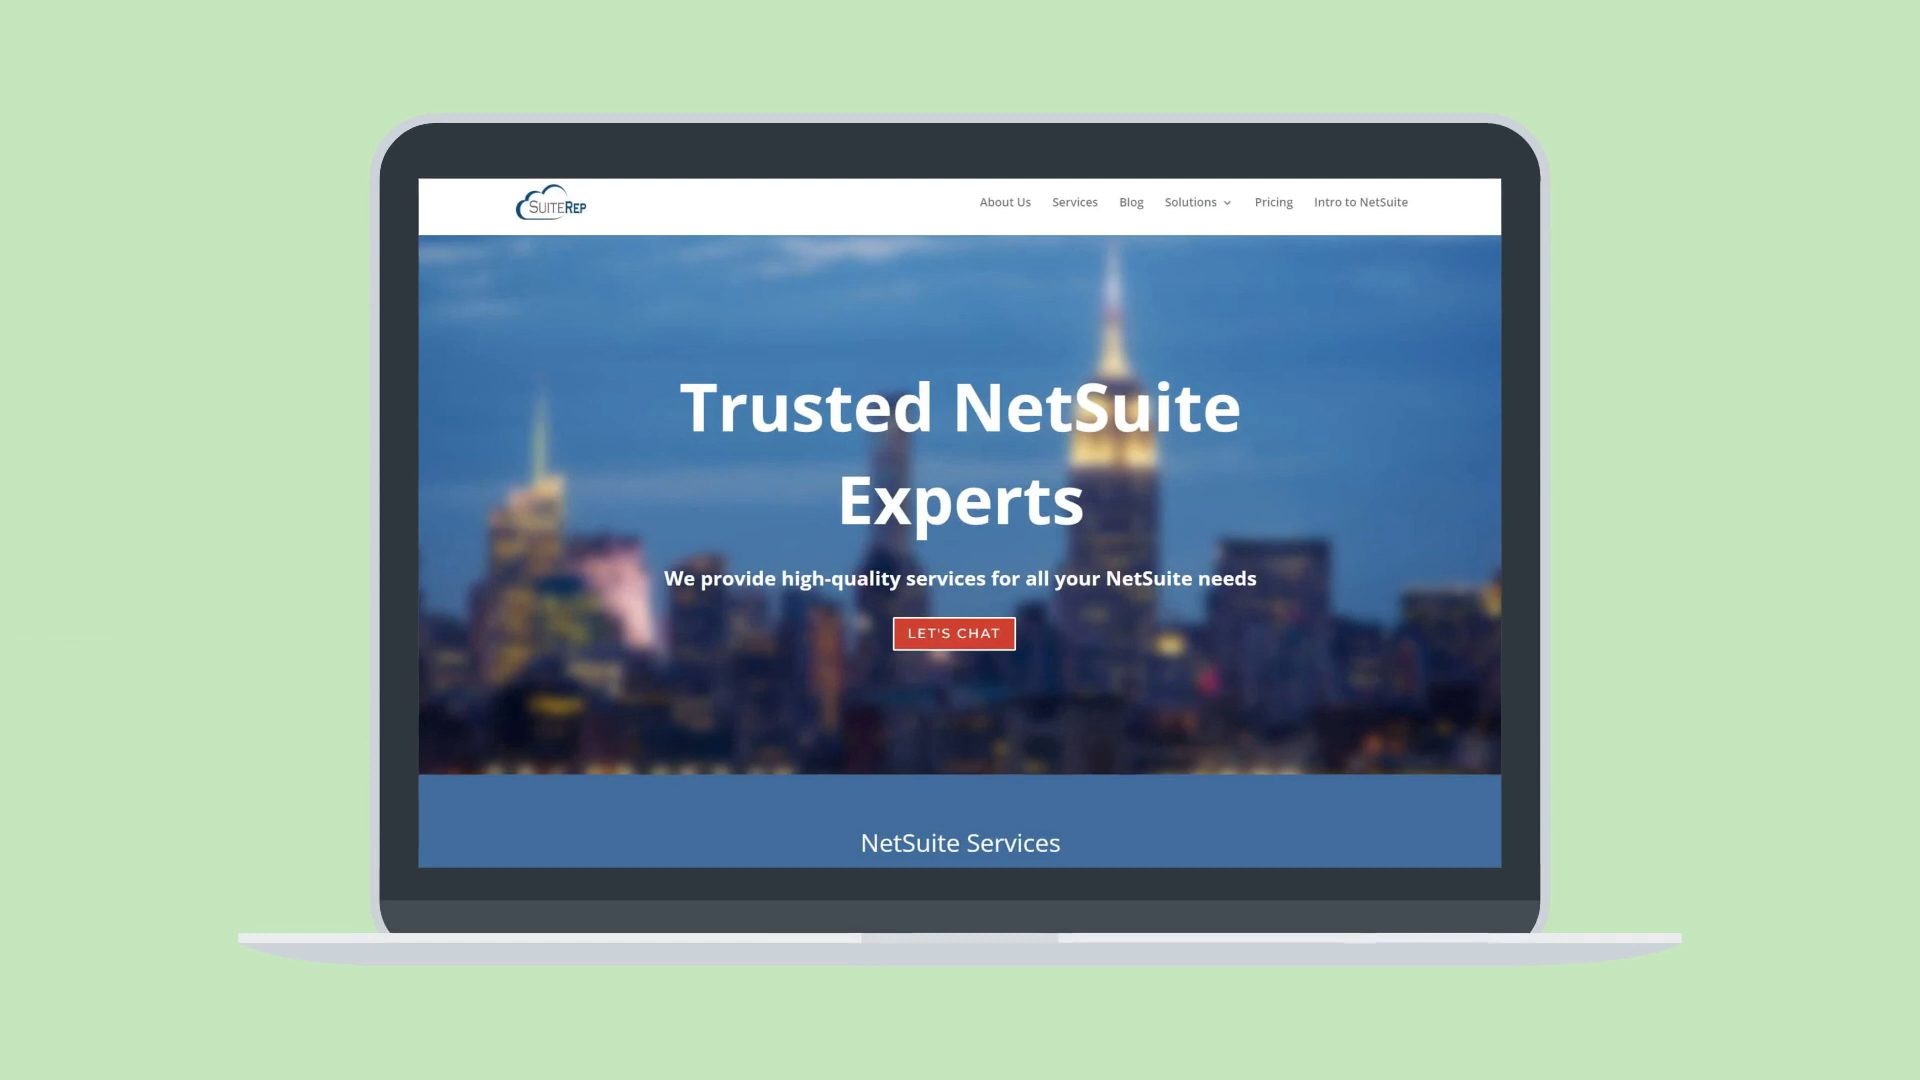 SUITEREP
About Us Services Blog Solutions Pricing Intro to NetSuite
Trusted NetSuite
Experts
We provide high-quality services for all your NetSuite needs
LET'S CHAT
NetSuite Services